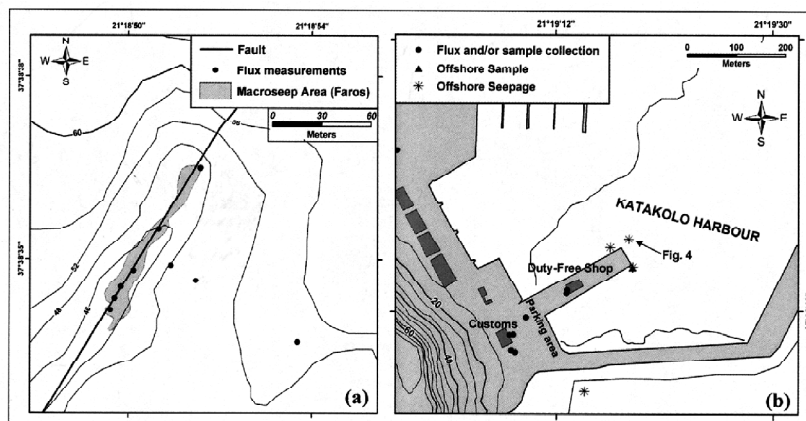 21°18'50"
21°18'54"
N
W E
S
Fault
Flux measurements
Macroseep Area (Faros)
0 30 60
Meters
37°38'38"
37°38'35"
60
52
48
46
(a)
21°19'12"
21°19'30"
Flux and/or sample collection
Offshore Sample
Offshore Seepage
0 100 200
Meters
N
W E
S
KATAKOLO HARBOUR
Fig. 4
Duty-Free Shop
Parking area
Customs
20
60
(b)